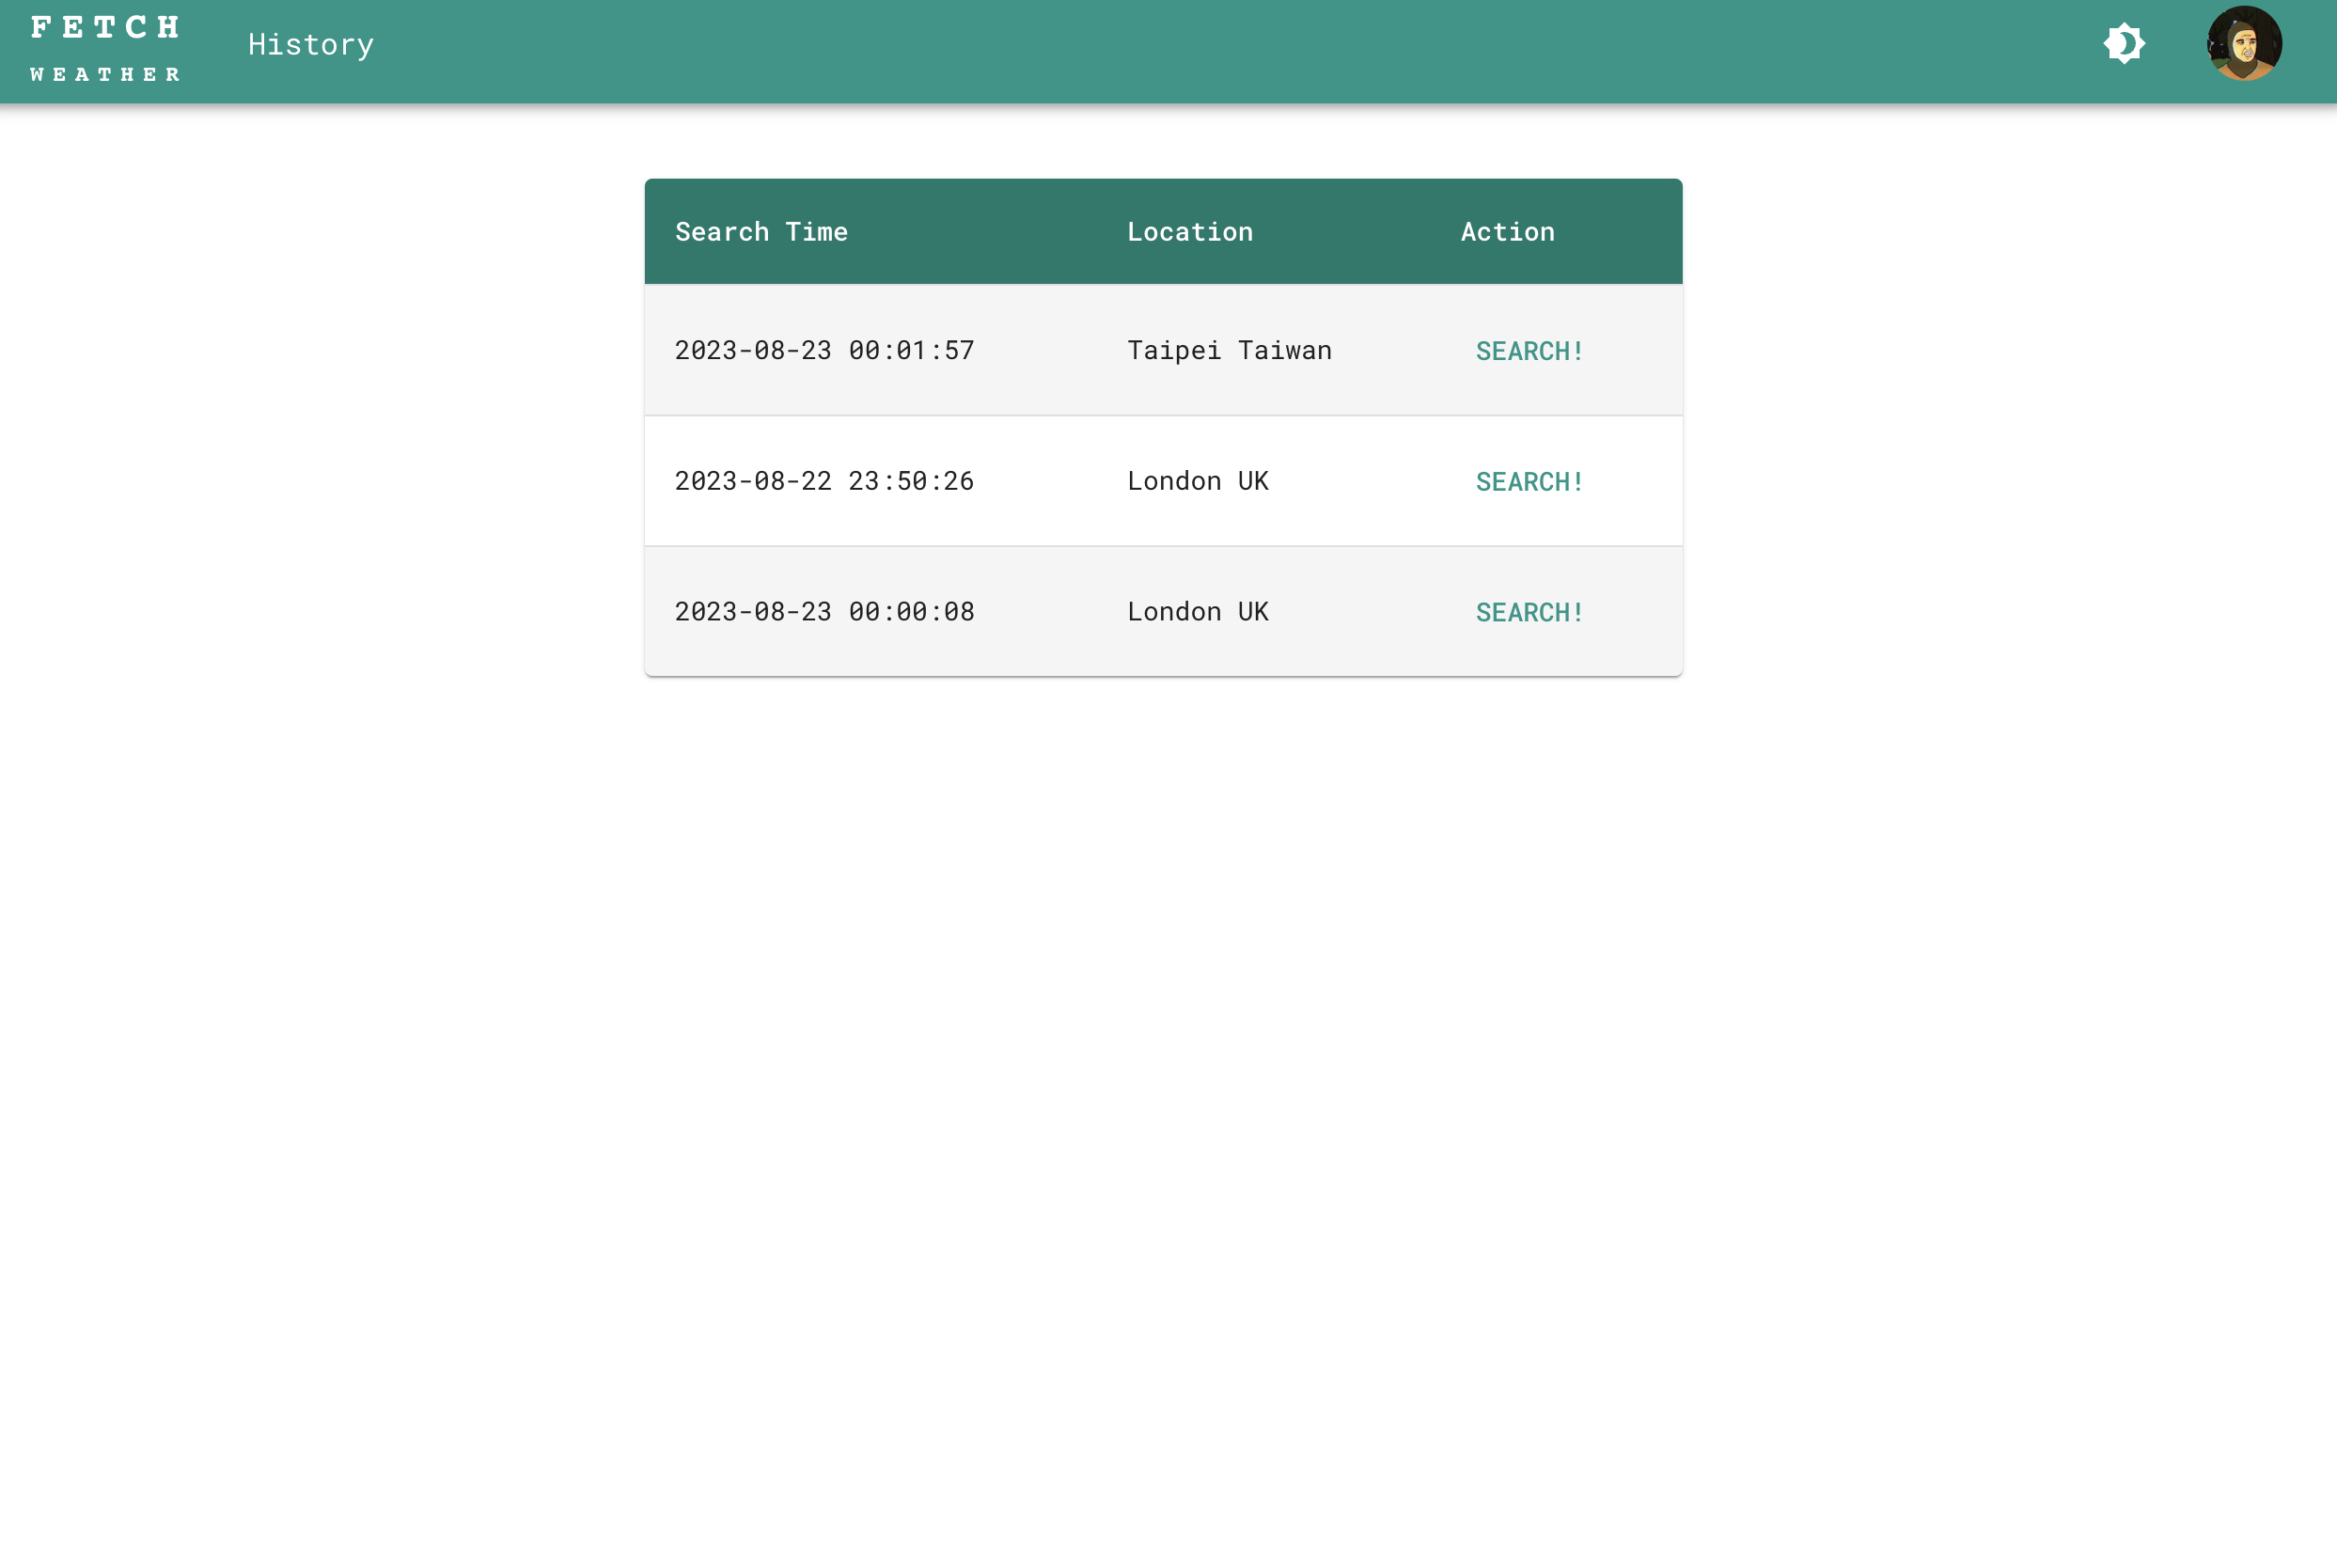 FETCH
WEATHER
History
Search Time Location Action
2023-08-23 00:01:57 Taipei Taiwan SEARCH!
2023-08-22 23:50:26 London UK SEARCH!
2023-08-23 00:00:08 London UK SEARCH!